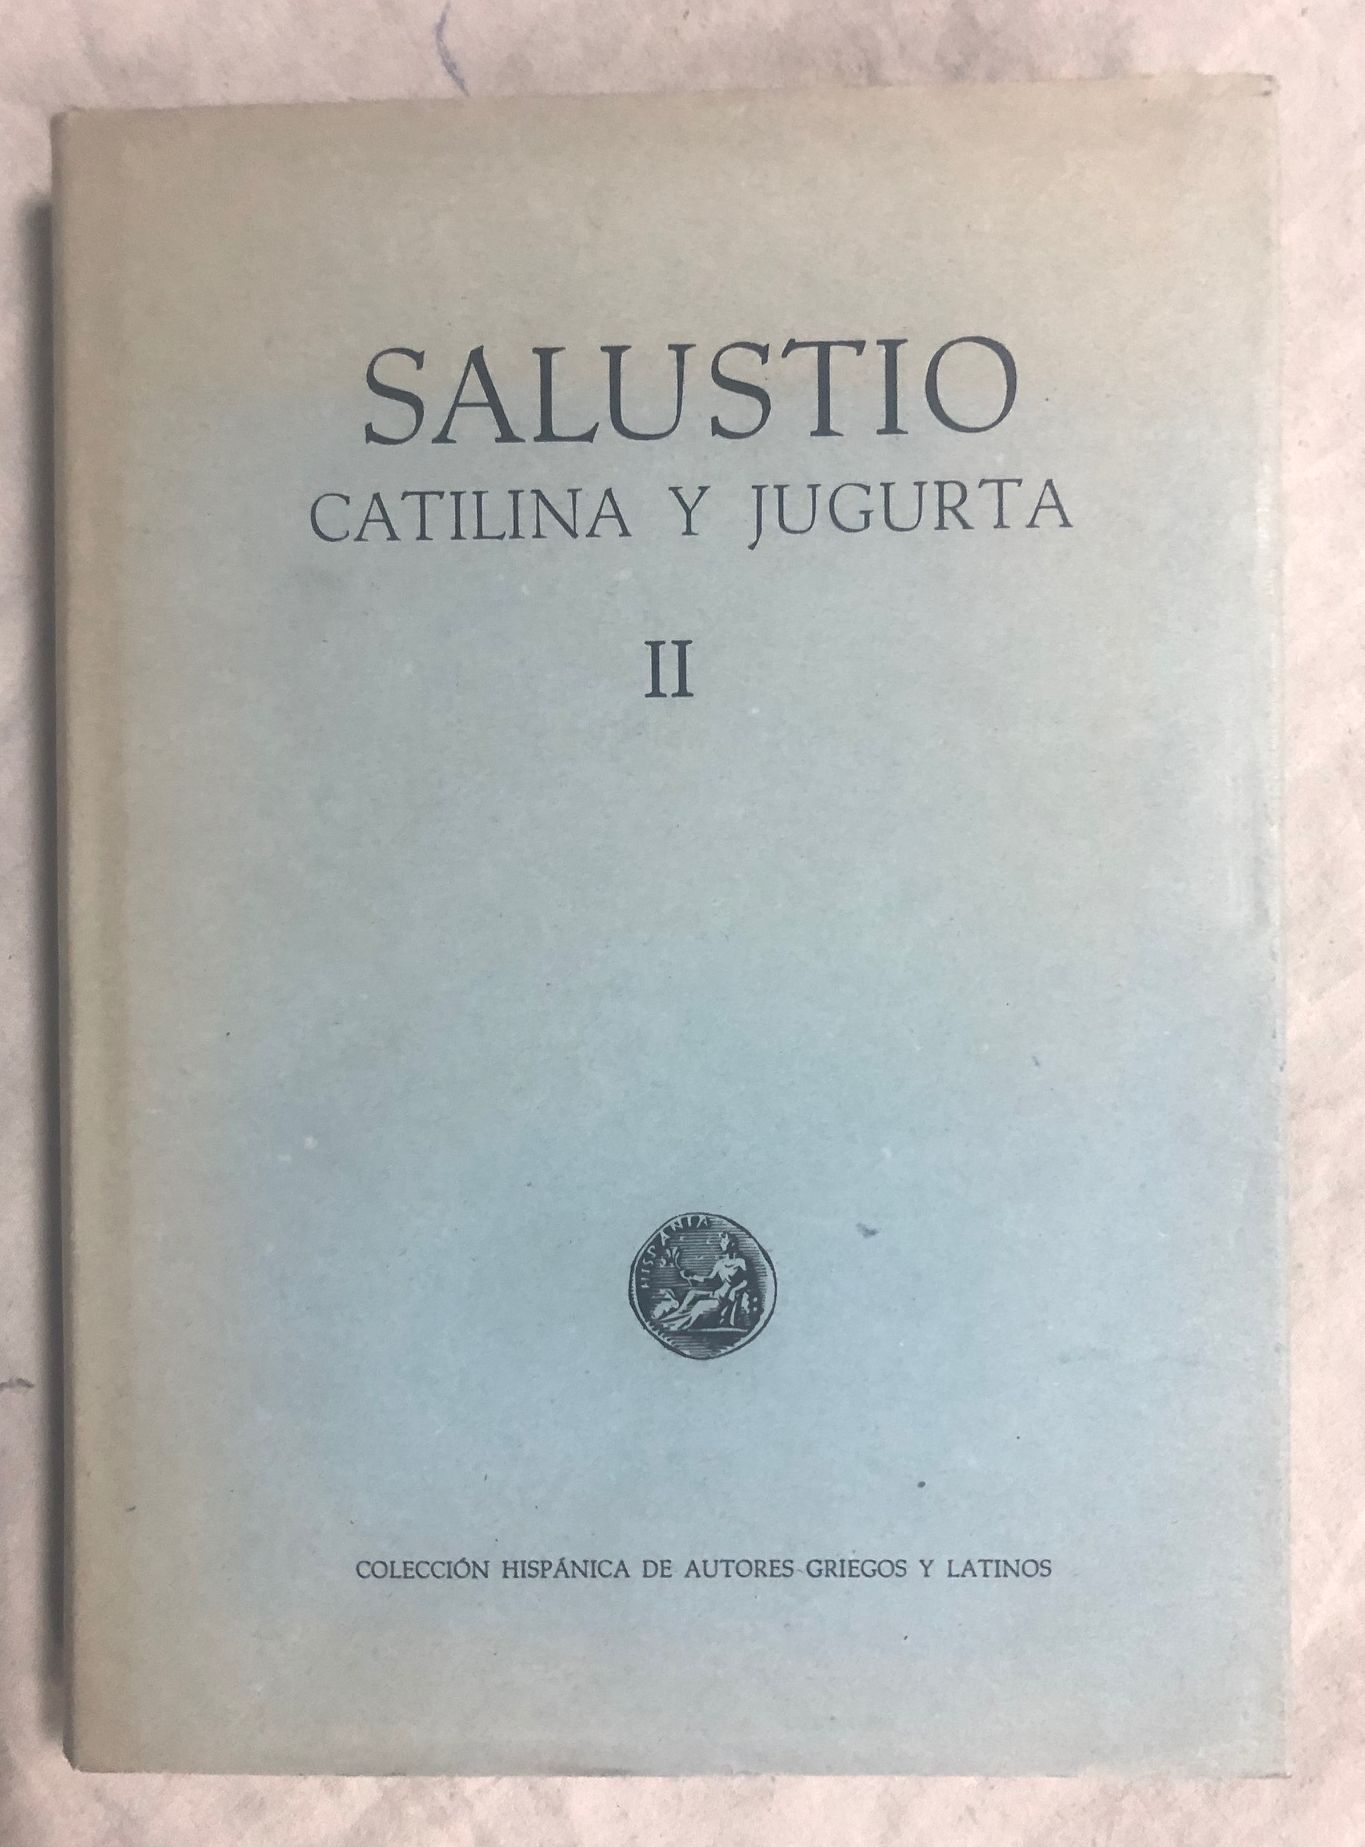 SALUSTIO
CATILINA Y JUGURTA
II
HISPANIA
COLECCIÓN HISPÁNICA DE AUTORES GRIEGOS Y LATINOS